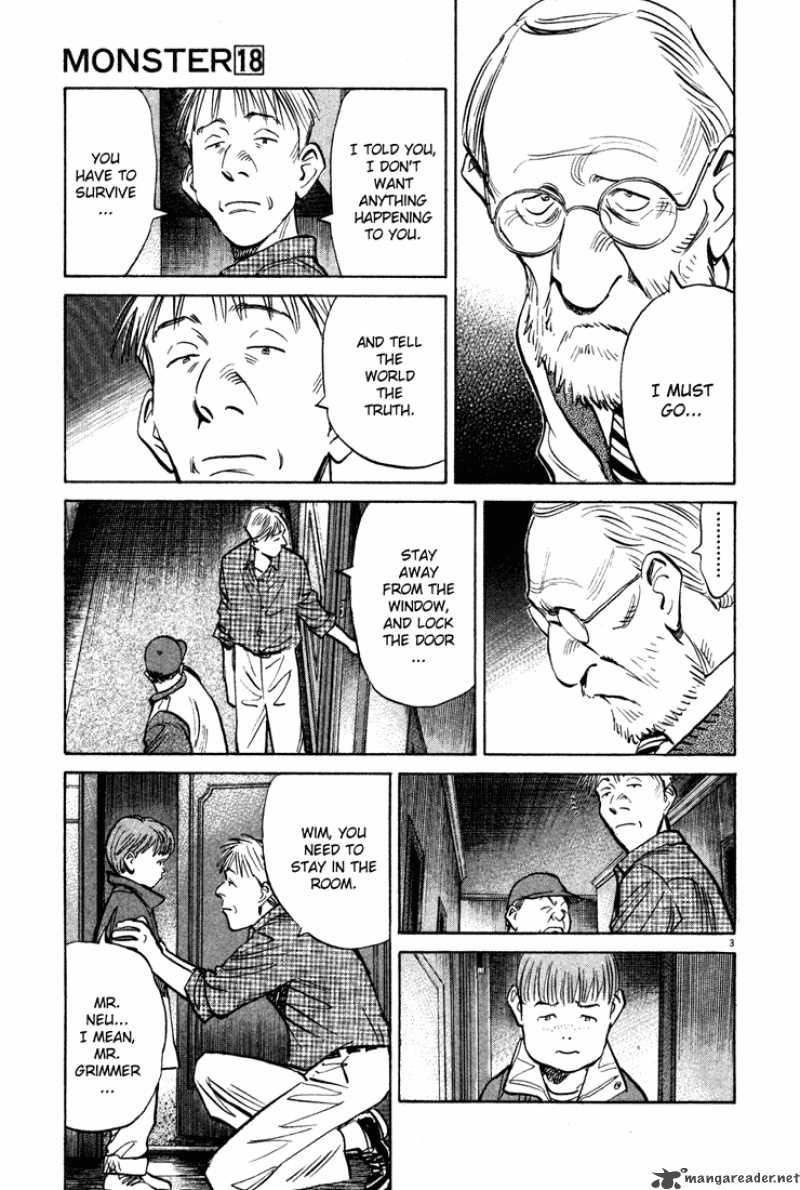 MONSTER 18
I MUST
GO...
I TOLD YOU,
I DON'T
WANT
ANYTHING
HAPPENING
TO YOU.
YOU
HAVE TO
SURVIVE
...
AND TELL
THE
WORLD
THE
TRUTH.
.........
STAY
AWAY
FROM THE
WINDOW,
AND LOCK
THE DOOR
...
3
WIM, YOU
NEED TO
STAY IN THE
ROOM.
MR.
NEU...
I MEAN,
MR.
GRIMMER
...
mangareader.net